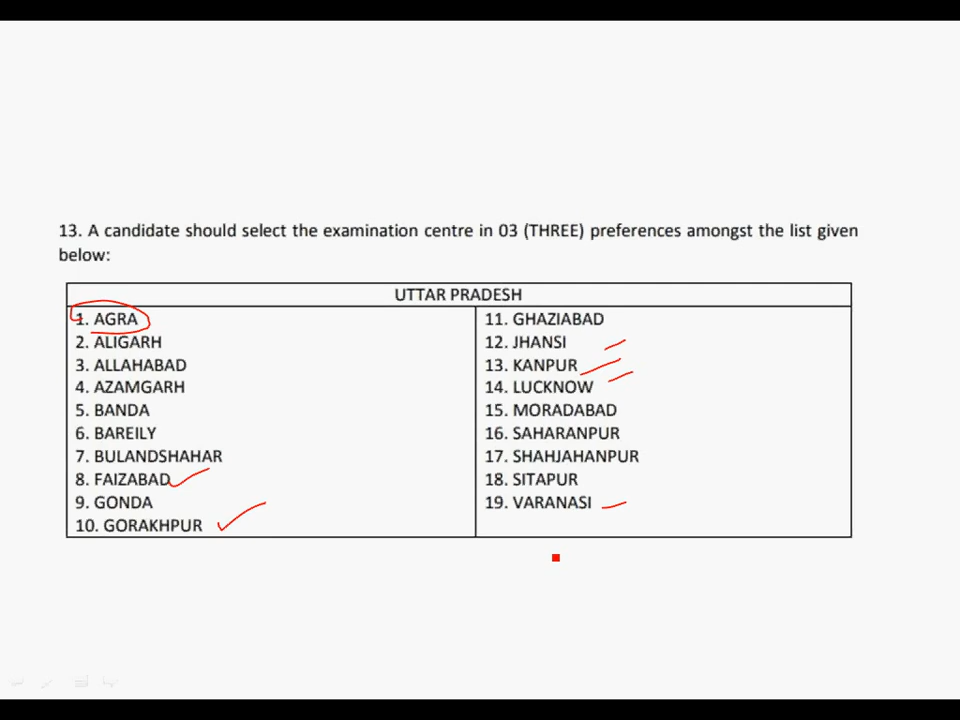 13. A candidate should select the examination centre in 03 (THREE) preferences amongst the list given
below:
UTTAR PRADESH
1. AGRA
2. ALIGARH
3. ALLAHABAD
4. AZAMGARH
5. BANDA
6. BAREILY
7. BULANDSHAHAR
8. FAIZABAD
9. GONDA
10. GORAKHPUR
11. GHAZIABAD
12. JHANSI
13. KANPUR
14. LUCKNOW
15. MORADABAD
16. SAHARANPUR
17. SHAHJAHANPUR
18. SITAPUR
19. VARANASI